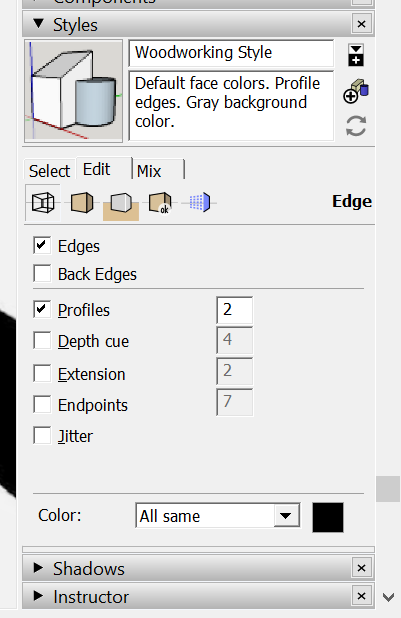 Components
Styles
Woodworking Style
Default face colors. Profile
edges. Gray background
color.
Select Edit Mix
ok
Edge
Edges
Back Edges
Profiles 2
Depth cue 4
Extension 2
Endpoints 7
Jitter
Color: All same
Shadows
Instructor